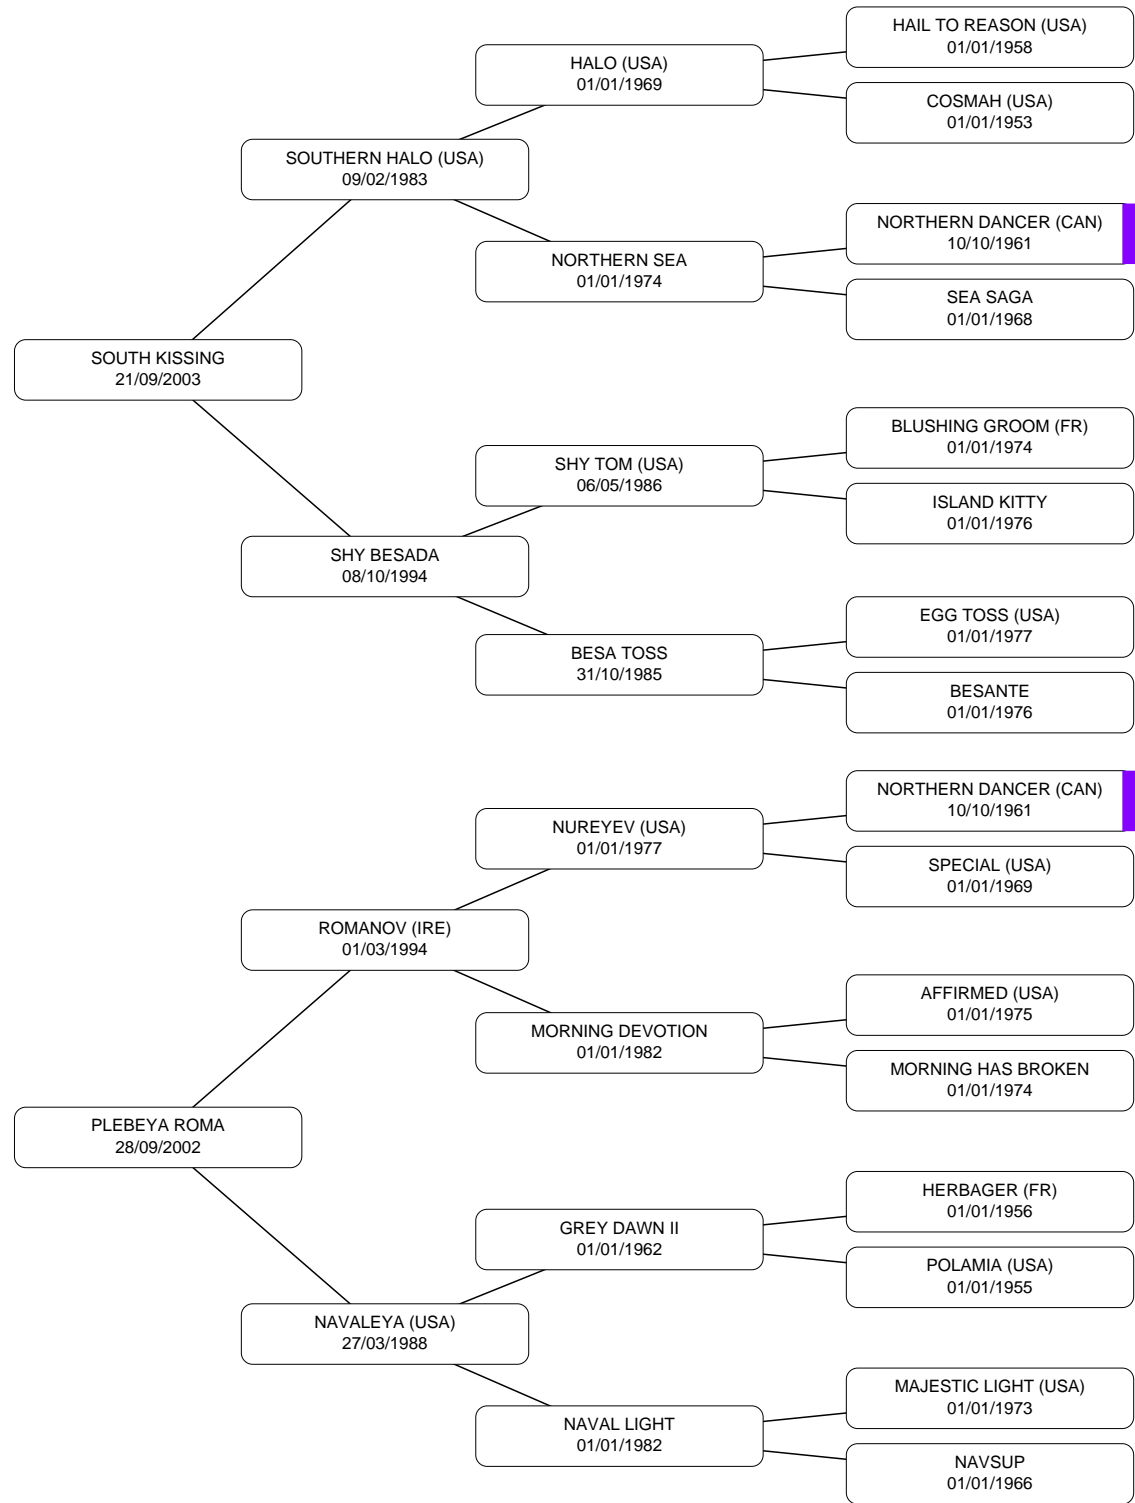 HAIL TO REASON (USA)
01/01/1958
HALO (USA)
01/01/1969
COSMAH (USA)
01/01/1953
SOUTHERN HALO (USA)
09/02/1983
NORTHERN DANCER (CAN)
10/10/1961
NORTHERN SEA
01/01/1974
SEA SAGA
01/01/1968
SOUTH KISSING
21/09/2003
BLUSHING GROOM (FR)
01/01/1974
SHY TOM (USA)
06/05/1986
ISLAND KITTY
01/01/1976
SHY BESADA
08/10/1994
EGG TOSS (USA)
01/01/1977
BESA TOSS
31/10/1985
BESANTE
01/01/1976
NORTHERN DANCER (CAN)
10/10/1961
NUREYEV (USA)
01/01/1977
SPECIAL (USA)
01/01/1969
ROMANOV (IRE)
01/03/1994
AFFIRMED (USA)
01/01/1975
MORNING DEVOTION
01/01/1982
MORNING HAS BROKEN
01/01/1974
PLEBEYA ROMA
28/09/2002
HERBAGER (FR)
01/01/1956
GREY DAWN II
01/01/1962
POLAMIA (USA)
01/01/1955
NAVALEYA (USA)
27/03/1988
MAJESTIC LIGHT (USA)
01/01/1973
NAVAL LIGHT
01/01/1982
NAVSUP
01/01/1966